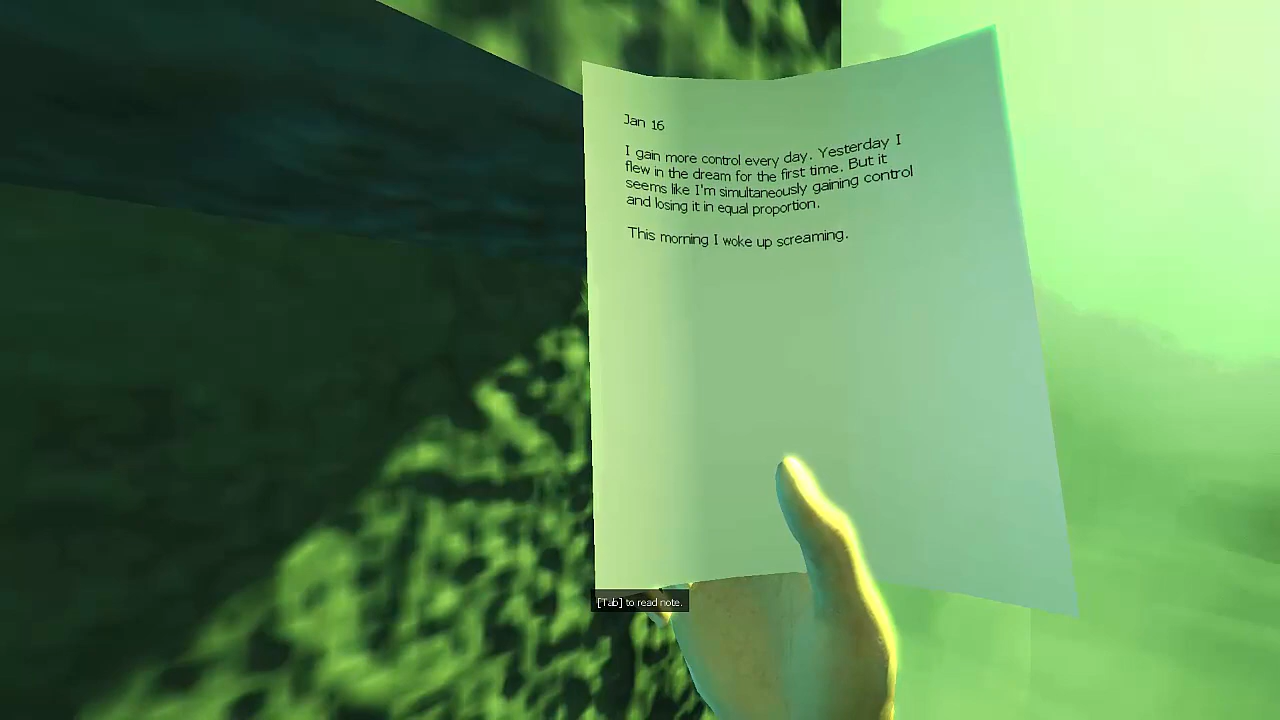 Jan 16
I gain more control every day. Yesterday I
flew in the dream for the first time. But it
seems like I'm simultaneously gaining control
and losing it in equal proportion.
This morning I woke up screaming.
[Tab] to read note.